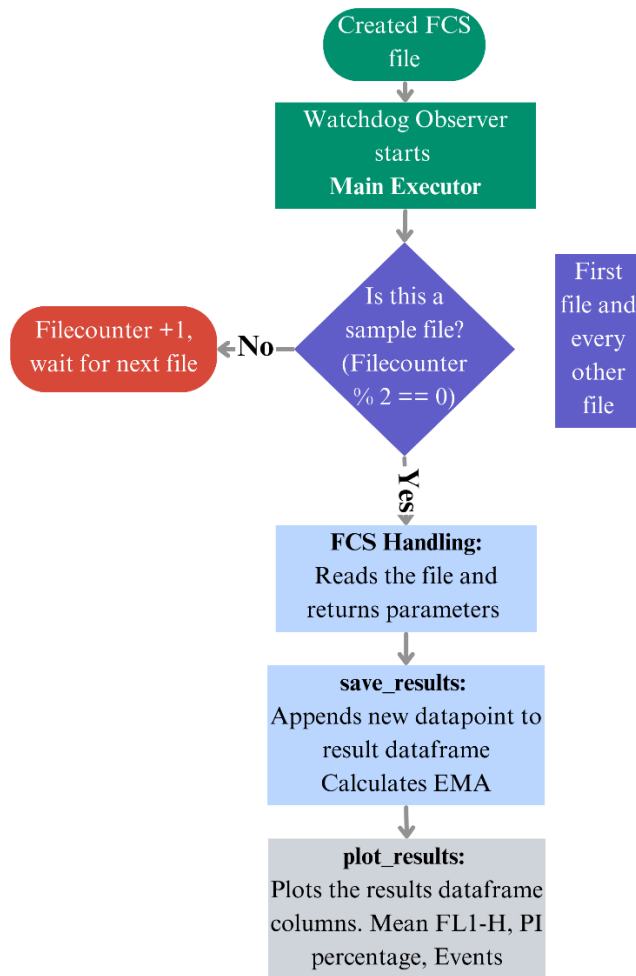 Created FCS
file
Watchdog Observer
starts
Main Executor
Is this a
sample file?
(Filecounter
% 2 == 0)
First
file and
every
other
file
Filecounter +1,
wait for next file
No
Yes
FCS Handling:
Reads the file and
returns parameters
save_results:
Appends new datapoint to
result dataframe
Calculates EMA
plot_results:
Plots the results dataframe
columns. Mean FL1-H, PI
percentage, Events